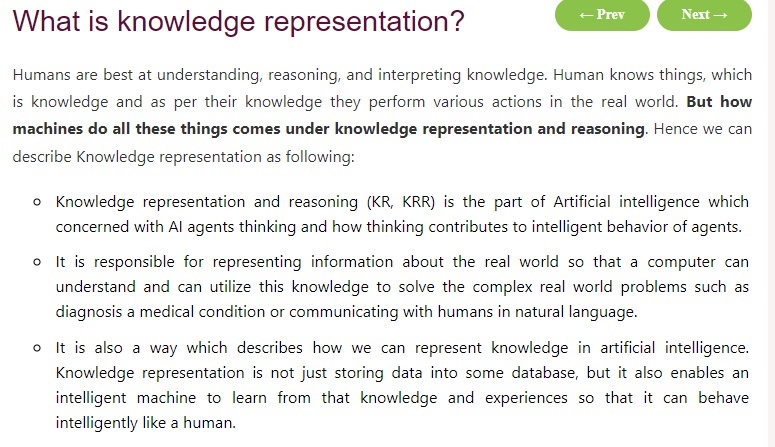 What is knowledge representation?
← Prev
Next →
Humans are best at understanding, reasoning, and interpreting knowledge. Human knows things, which
is knowledge and as per their knowledge they perform various actions in the real world. But how
machines do all these things comes under knowledge representation and reasoning. Hence we can
describe Knowledge representation as following:
Knowledge representation and reasoning (KR, KRR) is the part of Artificial intelligence which
concerned with AI agents thinking and how thinking contributes to intelligent behavior of agents.
It is responsible for representing information about the real world so that a computer can
understand and can utilize this knowledge to solve the complex real world problems such as
diagnosis a medical condition or communicating with humans in natural language.
It is also a way which describes how we can represent knowledge in artificial intelligence.
Knowledge representation is not just storing data into some database, but it also enables an
intelligent machine to learn from that knowledge and experiences so that it can behave
intelligently like a human.